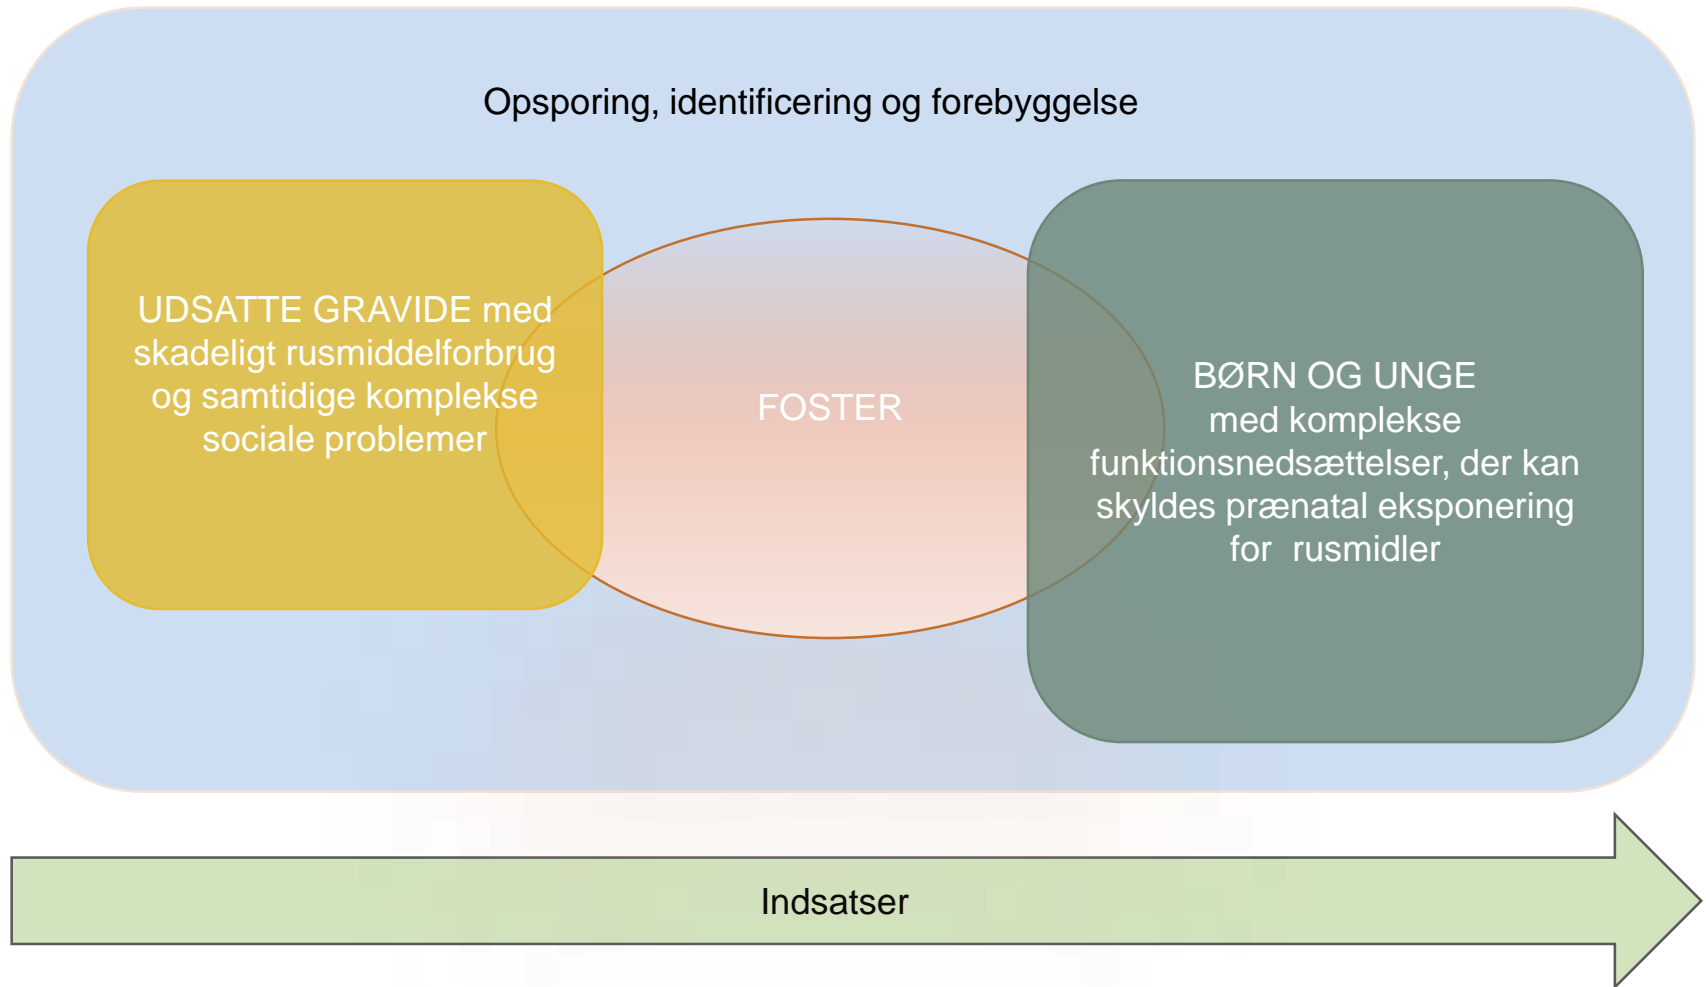 Opsporing, identificering og forebyggelse
UDSATTE GRAVIDE med
skadeligt rusmiddelforbrug
og samtidige komplekse
sociale problemer
FOSTER
BØRN OG UNGE
med komplekse
funktionsnedsættelser, der kan
skyldes prænatal eksponering
for  rusmidler
Indsatser